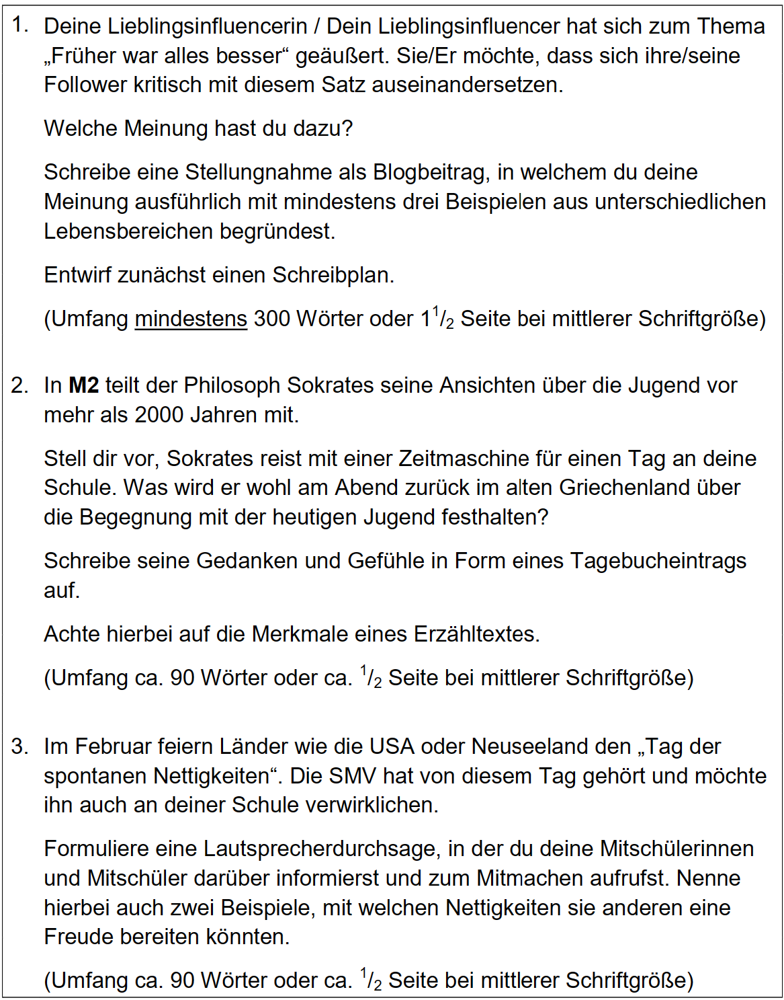 1. Deine Lieblingsinfluencerin / Dein Lieblingsinfluencer hat sich zum Thema
„Früher war alles besser“ geäußert. Sie/Er möchte, dass sich ihre/seine
Follower kritisch mit diesem Satz auseinandersetzen.
Welche Meinung hast du dazu?
Schreibe eine Stellungnahme als Blogbeitrag, in welchem du deine
Meinung ausführlich mit mindestens drei Beispielen aus unterschiedlichen
Lebensbereichen begründest.
Entwirf zunächst einen Schreibplan.
(Umfang mindestens 300 Wörter oder 1 1/2 Seite bei mittlerer Schriftgröße)
2. In M2 teilt der Philosoph Sokrates seine Ansichten über die Jugend vor
mehr als 2000 Jahren mit.
Stell dir vor, Sokrates reist mit einer Zeitmaschine für einen Tag an deine
Schule. Was wird er wohl am Abend zurück im alten Griechenland über
die Begegnung mit der heutigen Jugend festhalten?
Schreibe seine Gedanken und Gefühle in Form eines Tagebucheintrags
auf.
Achte hierbei auf die Merkmale eines Erzähltextes.
(Umfang ca. 90 Wörter oder ca. 1/2 Seite bei mittlerer Schriftgröße)
3. Im Februar feiern Länder wie die USA oder Neuseeland den „Tag der
spontanen Nettigkeiten“. Die SMV hat von diesem Tag gehört und möchte
ihn auch an deiner Schule verwirklichen.
Formuliere eine Lautsprecherdurchsage, in der du deine Mitschülerinnen
und Mitschüler darüber informierst und zum Mitmachen aufrufst. Nenne
hierbei auch zwei Beispiele, mit welchen Nettigkeiten sie anderen eine
Freude bereiten könnten.
(Umfang ca. 90 Wörter oder ca. 1/2 Seite bei mittlerer Schriftgröße)